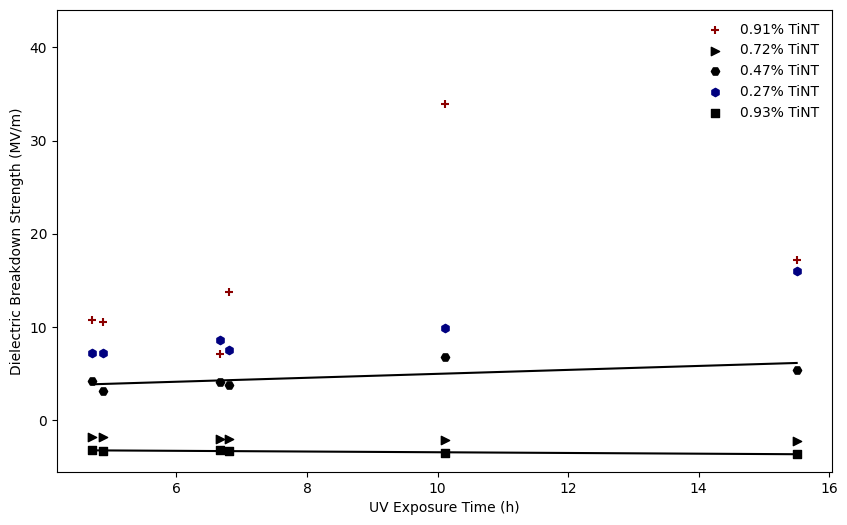 40
30
20
10
0
6
8
10
12
14
16
Dielectric Breakdown Strength (MV/m)
UV Exposure Time (h)
0.91% TiNT
0.72% TiNT
0.47% TiNT
0.27% TiNT
0.93% TiNT